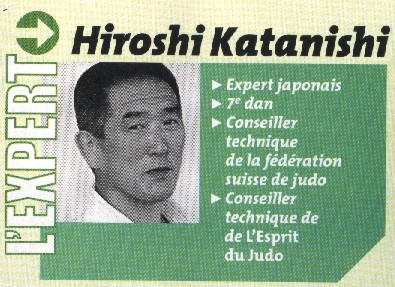 L'EXPERT
Hiroshi Katanishi
► Expert japonais
► 7e dan
► Conseiller
technique
de la fédération
suisse de judo
► Conseiller
technique de
de L'Esprit
du Judo